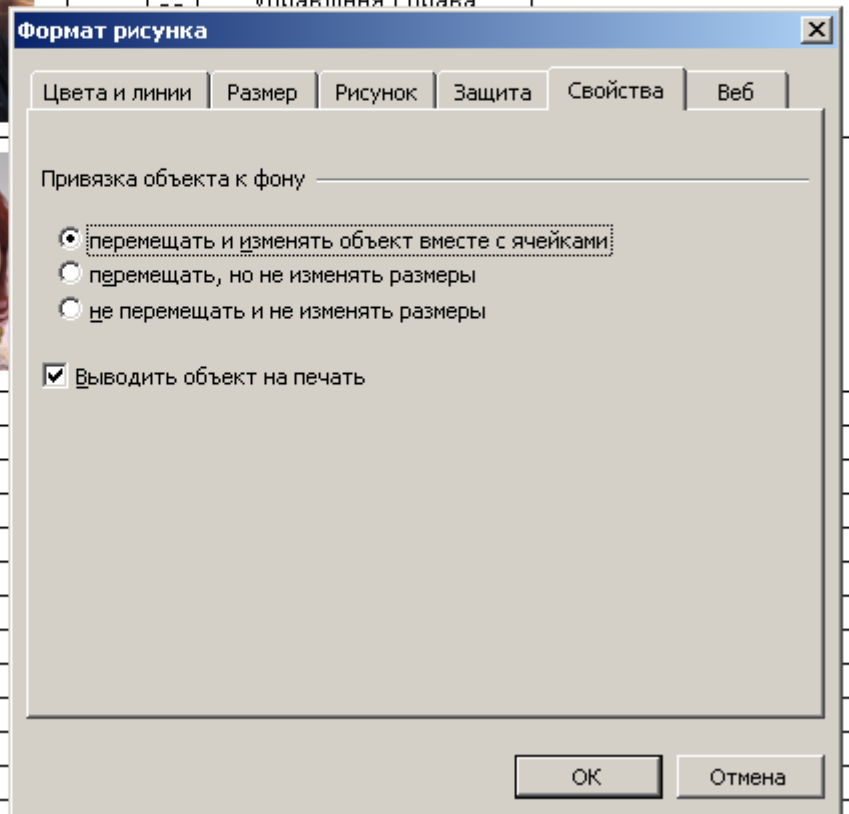 Формат рисунка
Цвета и линии
Размер
Рисунок
Защита
Свойства
Веб
Привязка объекта к фону
перемещать и изменять объект вместе с ячейками
перемещать, но не изменять размеры
не перемещать и не изменять размеры
Выводить объект на печать
ОК
Отмена